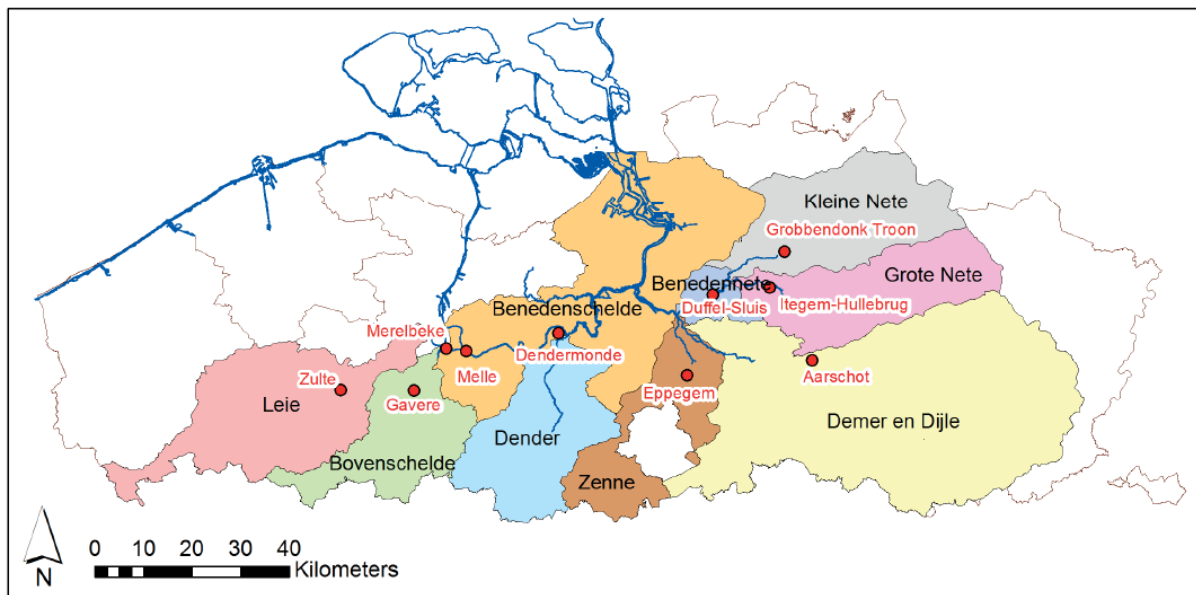 Kleine Nete
Grobbendonk Troon
Grote Nete
Benedennete
Itegem-Hullebrug
Duffel-Sluis
Benedenschelde
Merelbeke
Dendermonde
Melle
Aarschot
Zulte
Eppegem
Gavere
Leie
Demer en Dijle
Dender
Bovenschelde
Zenne
0 10 20 30 40
Kilometers
N